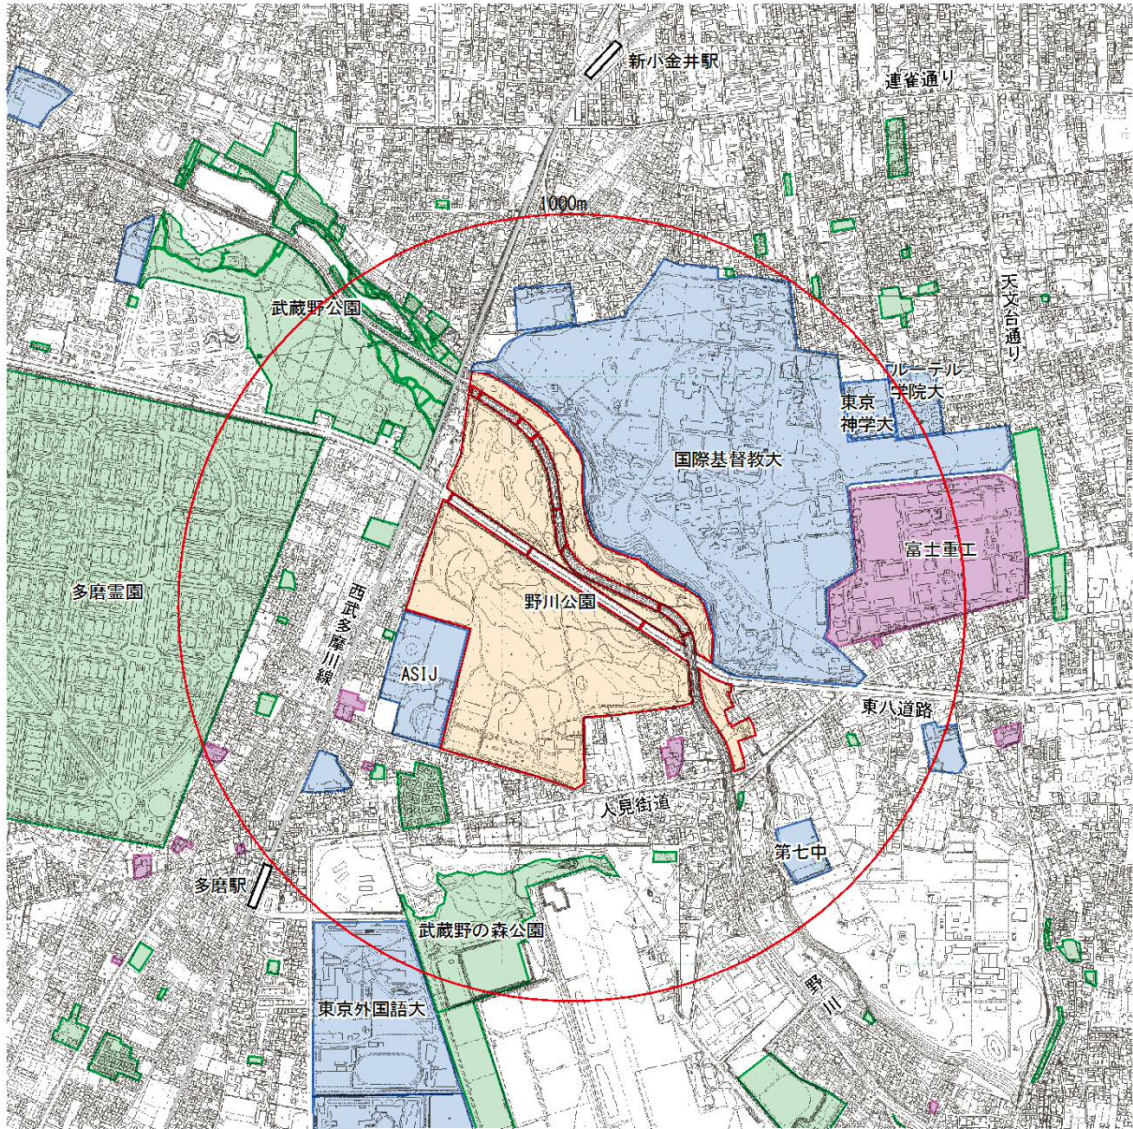 新小金井駅
連雀通り
1000m
天文台通り
武蔵野公園
ルーテル
学院大
東京
神学大
国際基督教大
富士重工
多磨霊園
野川公園
西武多摩川線
ASIJ
東八道路
人見街道
第七中
多磨駅
武蔵野の森公園
野川
東京外国語大